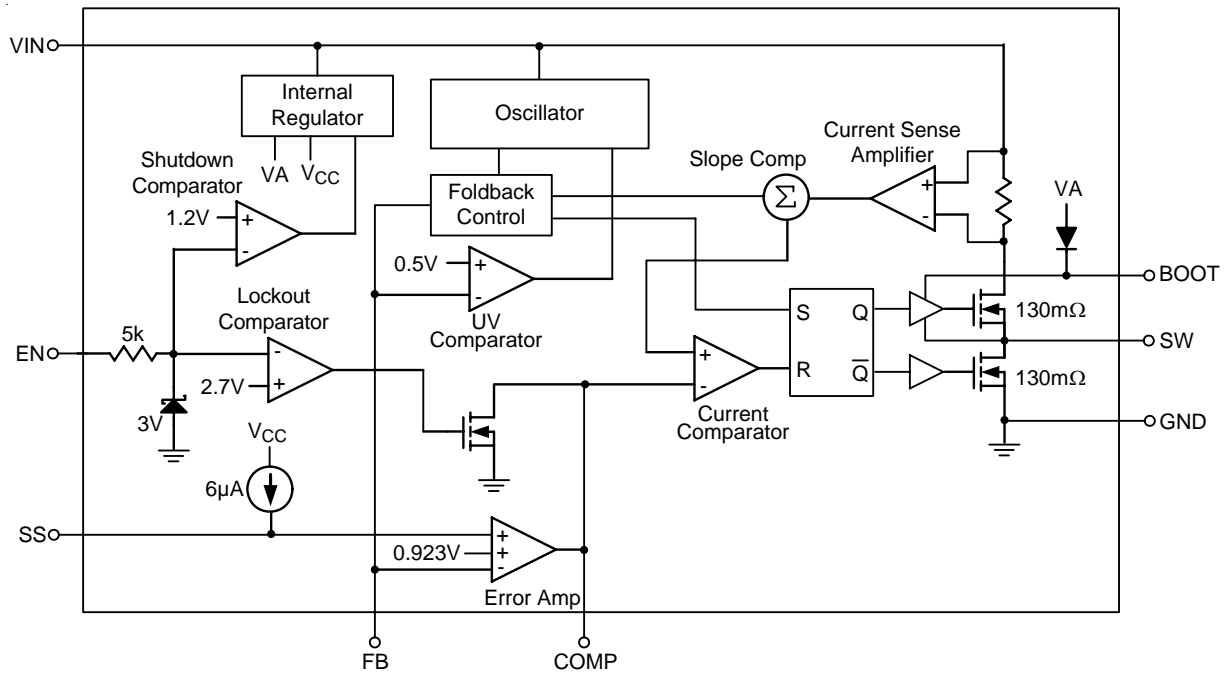 VIN
Internal
Regulator
Oscillator
Current Sense
Amplifier
Shutdown
Comparator
VA
VCC
Slope Comp
Σ
+
-
VA
Foldback
Control
1.2V
+
-
0.5V
+
-
UV
Comparator
BOOT
Lockout
Comparator
S
Q
130mΩ
EN
5k
-
+
2.7V
SW
+
-
R
Q̅
130mΩ
3V
Current
Comparator
GND
VCC
6µA
SS
+
0.923V
+
-
Error Amp
FB
COMP